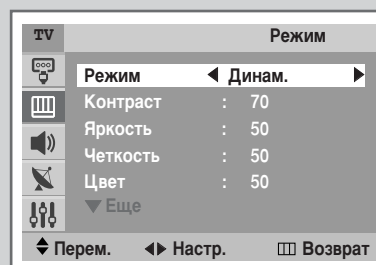 TV Режим
Режим ◀ Динам. ▶
Контраст : 70
Яркость : 50
Четкость : 50
Цвет : 50
▼ Еще
Перем. Настр. Возврат